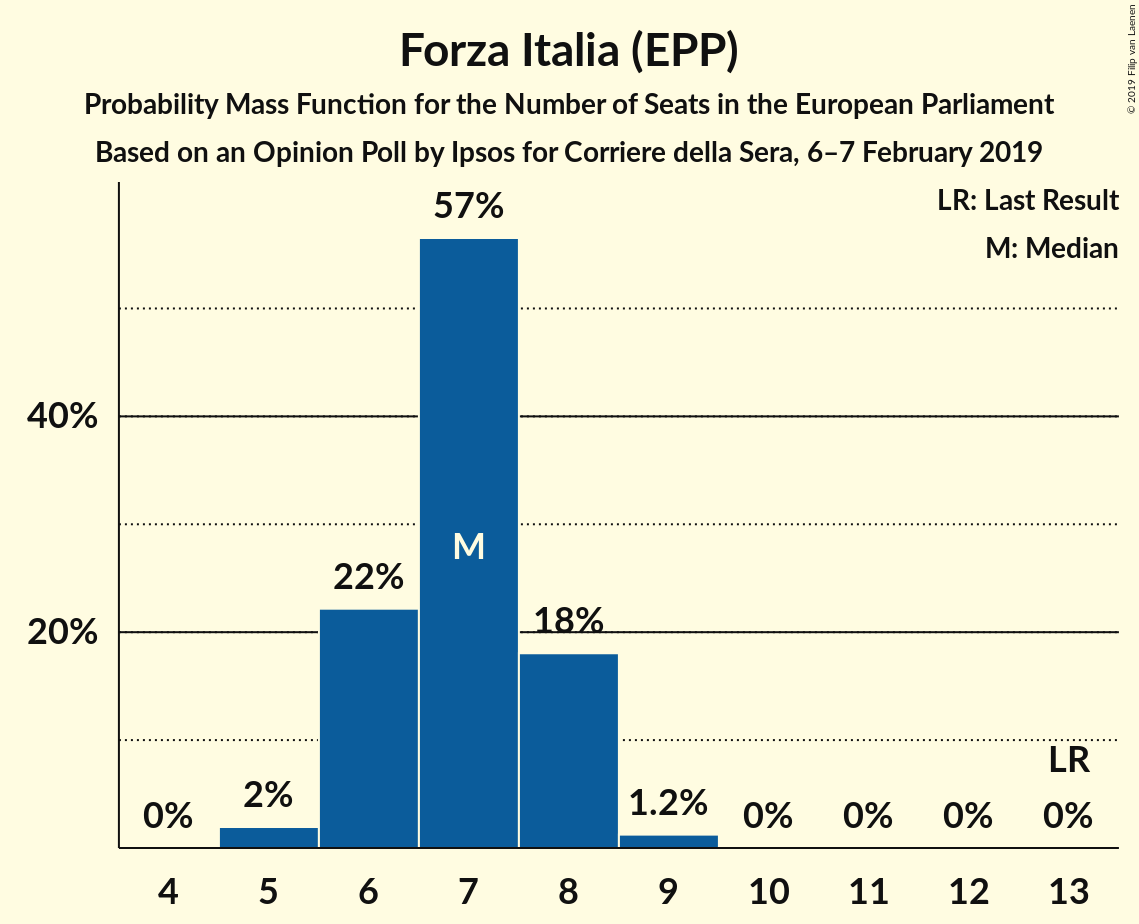 Forza Italia (EPP)
Probability Mass Function for the Number of Seats in the European Parliament
Based on an Opinion Poll by Ipsos for Corriere della Sera, 6–7 February 2019
© 2019 Filip van Laenen
LR: Last Result
M: Median
57%
40%
M
22%
18%
20%
LR
0%
2%
1.2%
0%
0%
0%
0%
4
5
6
7
8
9
10
11
12
13